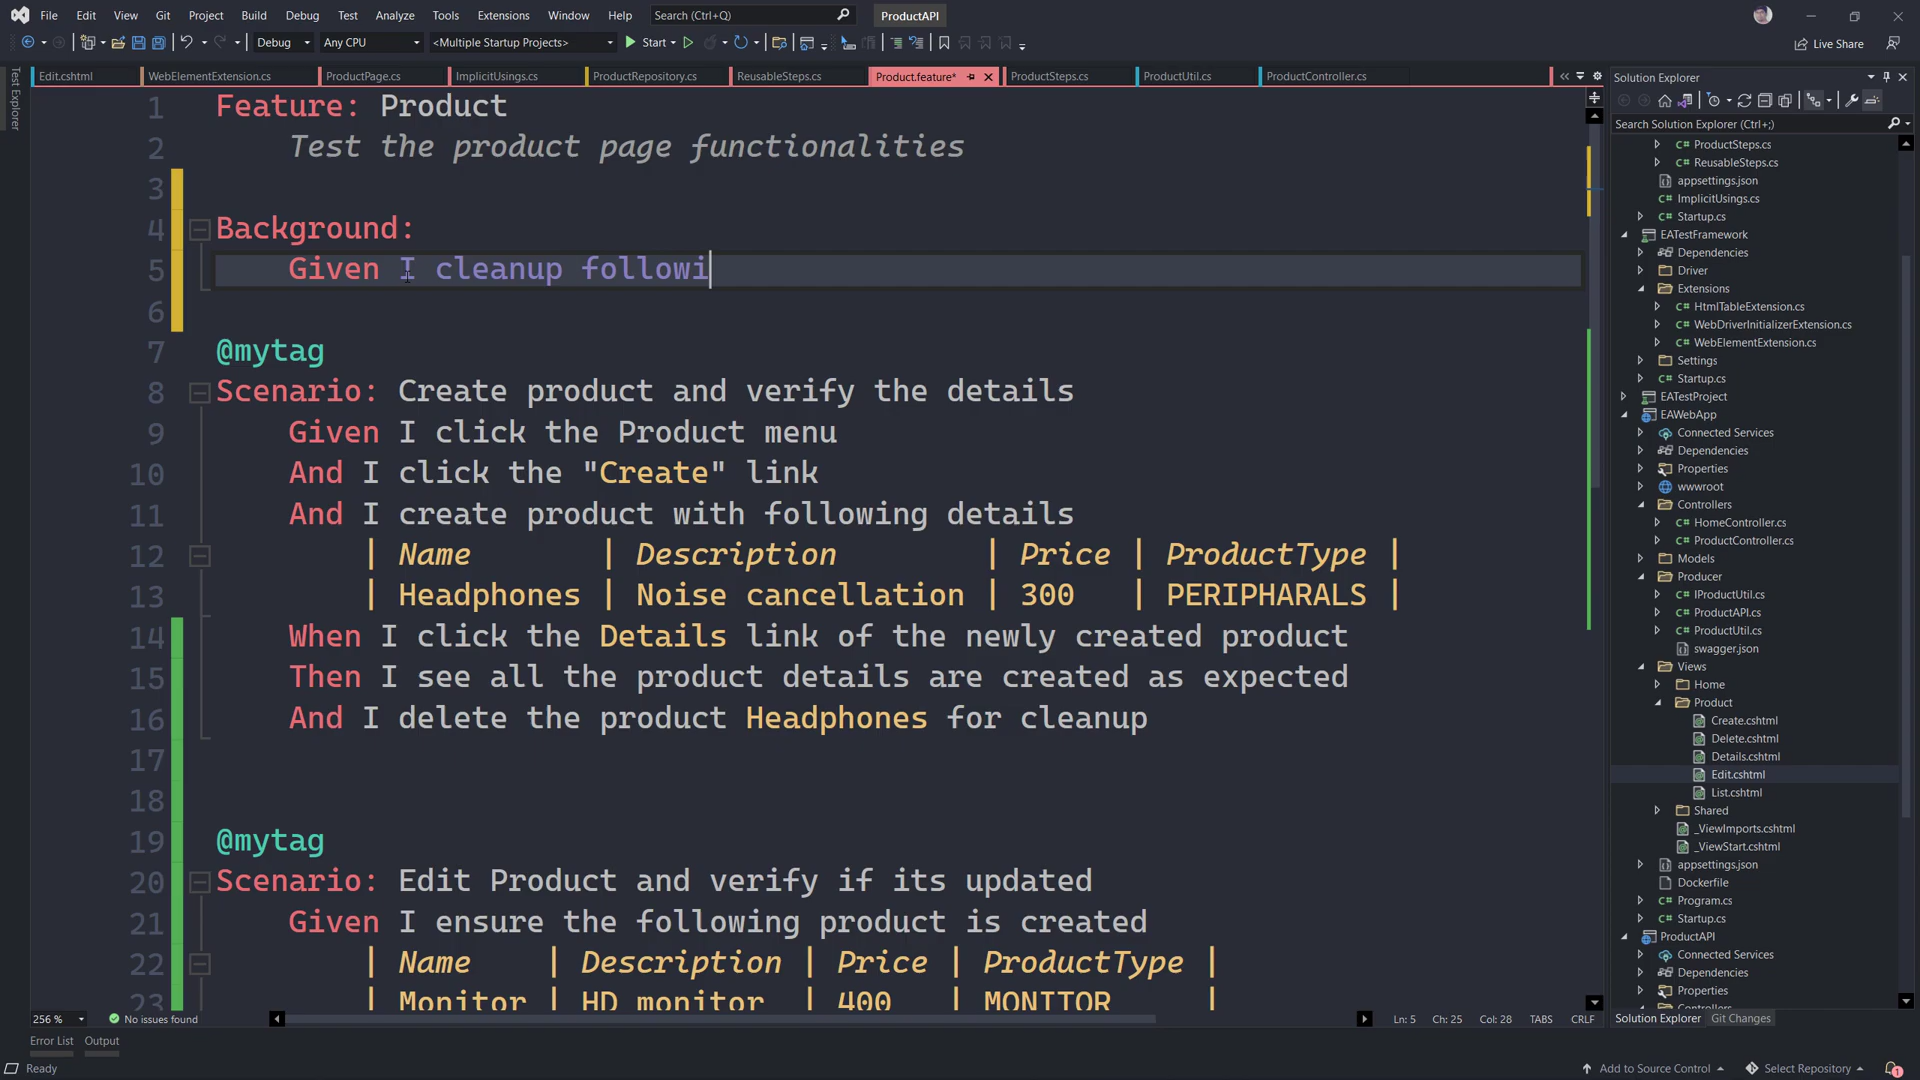 File Edit View Git Project Build Debug Test Analyze Tools Extensions Window Help Search (Ctrl+Q) ProductAPI
Debug Any CPU <Multiple Startup Projects> Start Live Share
Edit.cshtml WebElementExtension.cs ProductPage.cs ImplicitUsings.cs ProductRepository.cs ReusableSteps.cs Product.feature* ProductSteps.cs ProductUtil.cs ProductController.cs
Test Explorer
1 Feature: Product
2 Test the product page functionalities
3
4 Background:
5 Given I cleanup followi
6
7 @mytag
8 Scenario: Create product and verify the details
9 Given I click the Product menu
10 And I click the "Create" link
11 And I create product with following details
12 | Name | Description | Price | ProductType |
13 | Headphones | Noise cancellation | 300 | PERIPHARALS |
14 When I click the Details link of the newly created product
15 Then I see all the product details are created as expected
16 And I delete the product Headphones for cleanup
17
18
19 @mytag
20 Scenario: Edit Product and verify if its updated
21 Given I ensure the following product is created
22 | Name | Description | Price | ProductType |
23 | Monitor | HD monitor | 400 | MONITOR |
256 % No issues found Ln: 5 Ch: 25 Col: 28 TABS CRLF
Error List Output
Ready Add to Source Control Select Repository 1
Solution Explorer
Search Solution Explorer (Ctrl+;)
C# ProductSteps.cs
C# ReusableSteps.cs
appsettings.json
C# ImplicitUsings.cs
C# Startup.cs
EATestFramework
Dependencies
Driver
Extensions
C# HtmlTableExtension.cs
C# WebDriverInitializerExtension.cs
C# WebElementExtension.cs
Settings
C# Startup.cs
EATestProject
EAWebApp
Connected Services
Dependencies
Properties
wwwroot
Controllers
C# HomeController.cs
C# ProductController.cs
Models
Producer
C# IProductUtil.cs
C# ProductAPI.cs
C# ProductUtil.cs
swagger.json
Views
Home
Product
Create.cshtml
Delete.cshtml
Details.cshtml
Edit.cshtml
List.cshtml
Shared
_ViewImports.cshtml
_ViewStart.cshtml
appsettings.json
Dockerfile
C# Program.cs
C# Startup.cs
ProductAPI
Connected Services
Dependencies
Properties
Controllers
Solution Explorer Git Changes